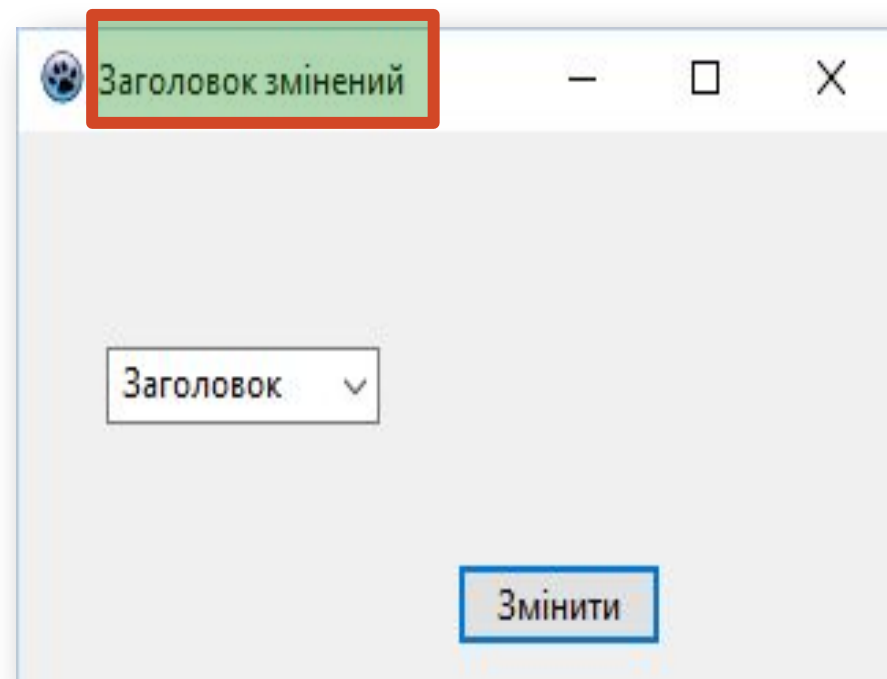 Заголовок змінений
Заголовок
Змінити